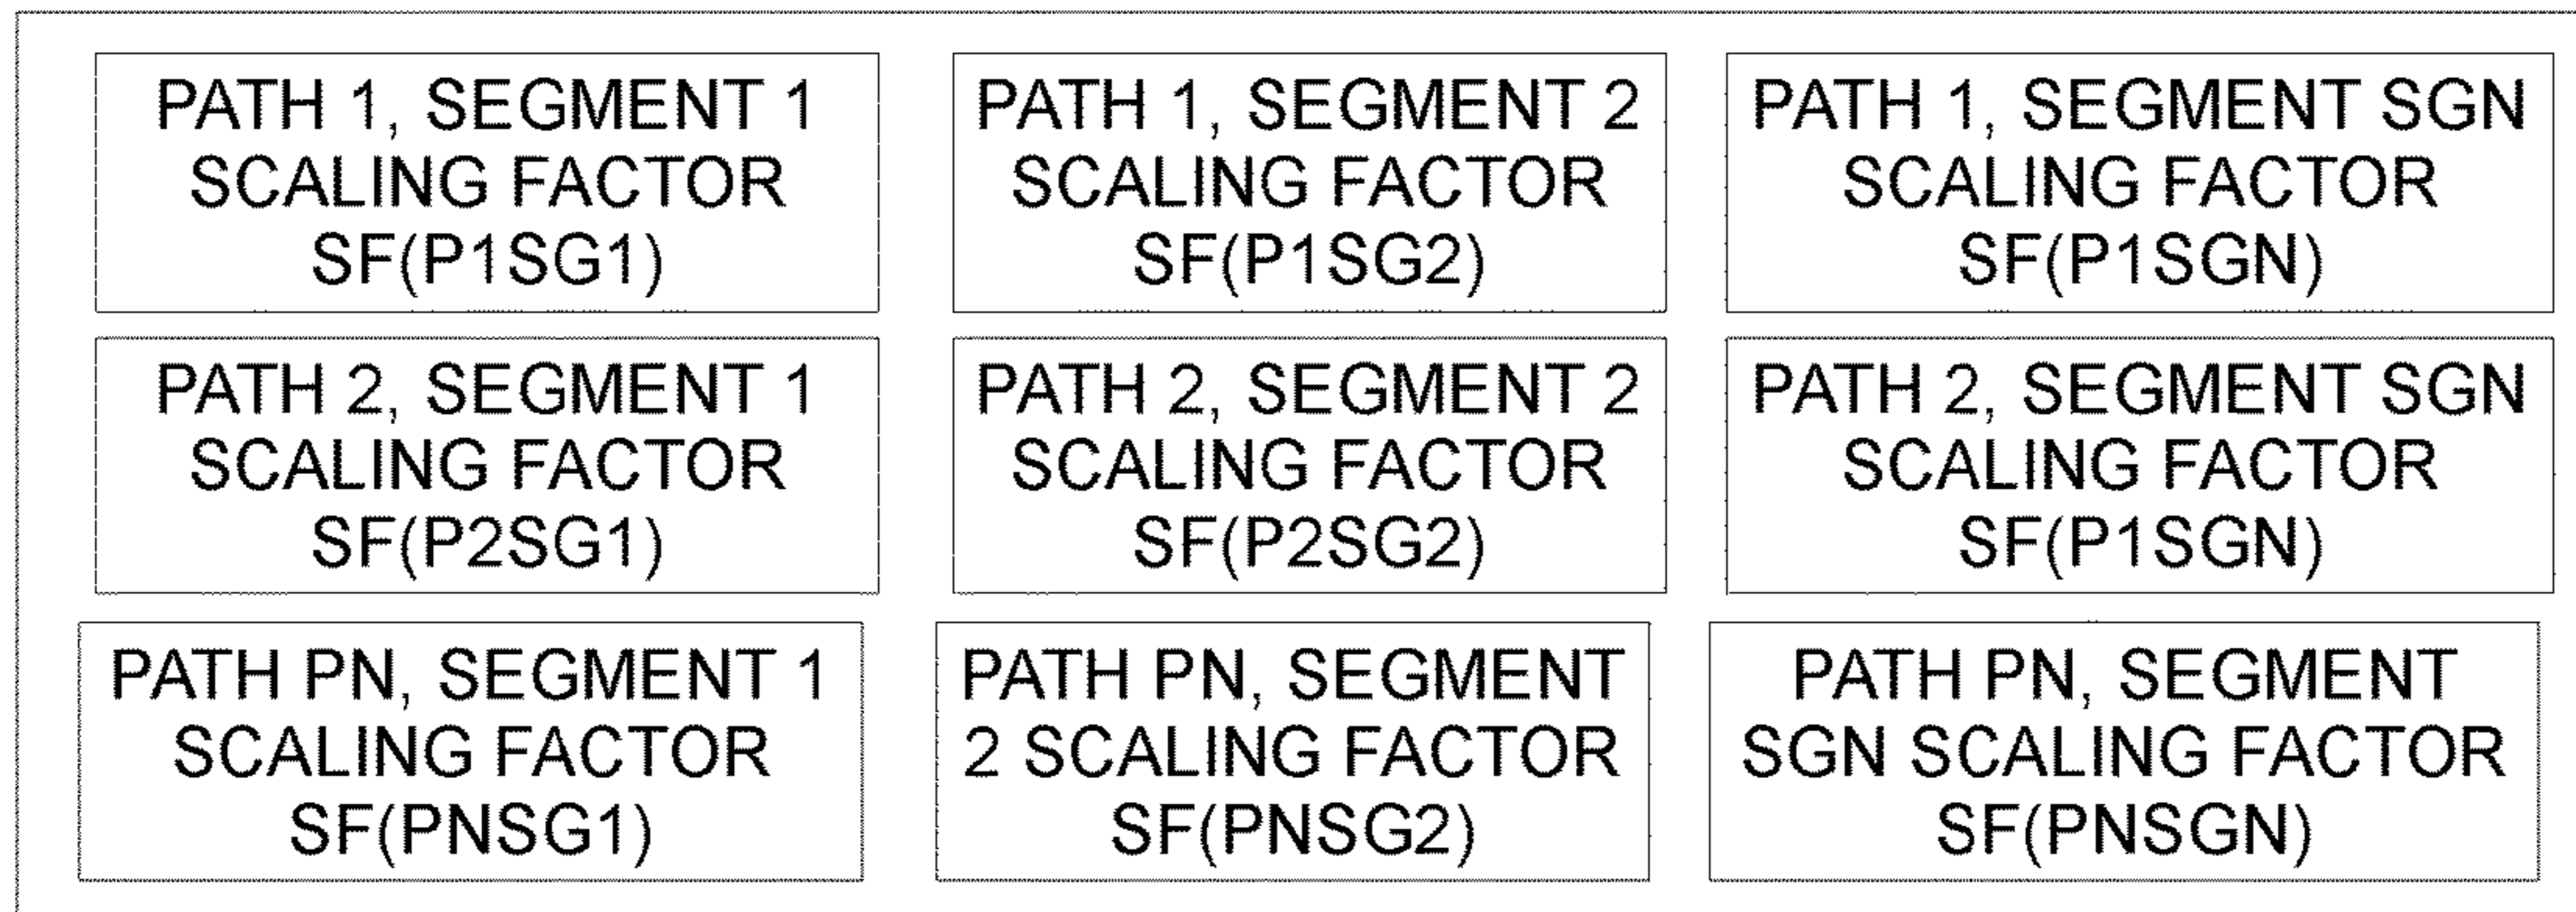 PATH 1, SEGMENT 1
SCALING FACTOR
SF(P1SG1)
PATH 1, SEGMENT 2
SCALING FACTOR
SF(P1SG2)
PATH 1, SEGMENT SGN
SCALING FACTOR
SF(P1SGN)
PATH 2, SEGMENT 1
SCALING FACTOR
SF(P2SG1)
PATH 2, SEGMENT 2
SCALING FACTOR
SF(P2SG2)
PATH 2, SEGMENT SGN
SCALING FACTOR
SF(P1SGN)
PATH PN, SEGMENT 1
SCALING FACTOR
SF(PNSG1)
PATH PN, SEGMENT
2 SCALING FACTOR
SF(PNSG2)
PATH PN, SEGMENT
SGN SCALING FACTOR
SF(PNSGN)